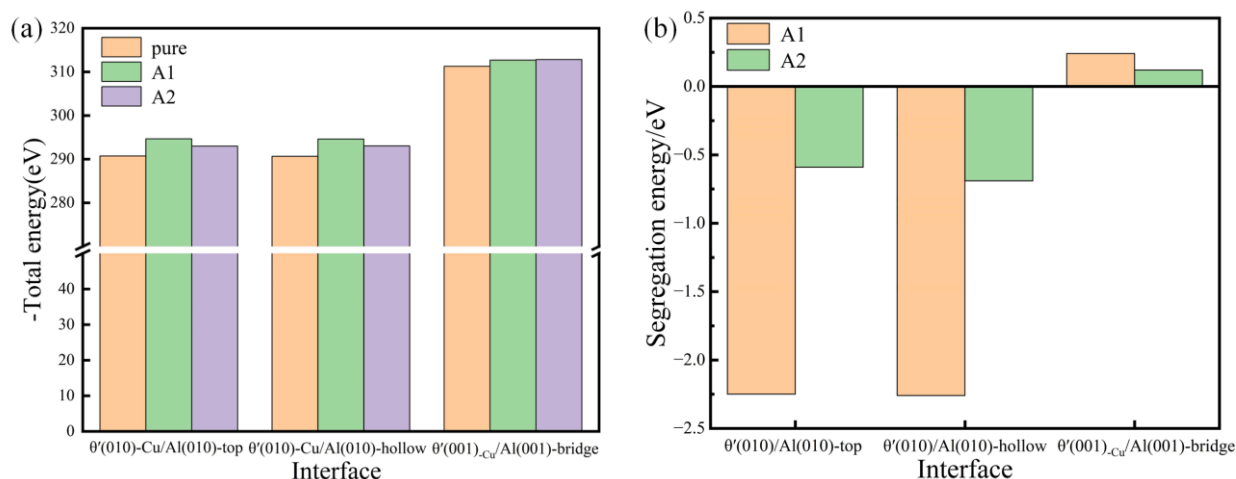 (a)
-Total energy(eV)
320
310
300
290
280
40
30
20
10
0
pure
A1
A2
θ′(010)-Cu/Al(010)-top θ′(010)-Cu/Al(010)-hollow θ′(001)-Cu/Al(001)-bridge
Interface
(b)
Segregation energy/eV
0.5
0.0
−0.5
−1.0
−1.5
−2.0
−2.5
A1
A2
θ′(010)/Al(010)-top θ′(010)/Al(010)-hollow θ′(001)-Cu/Al(001)-bridge
Interface